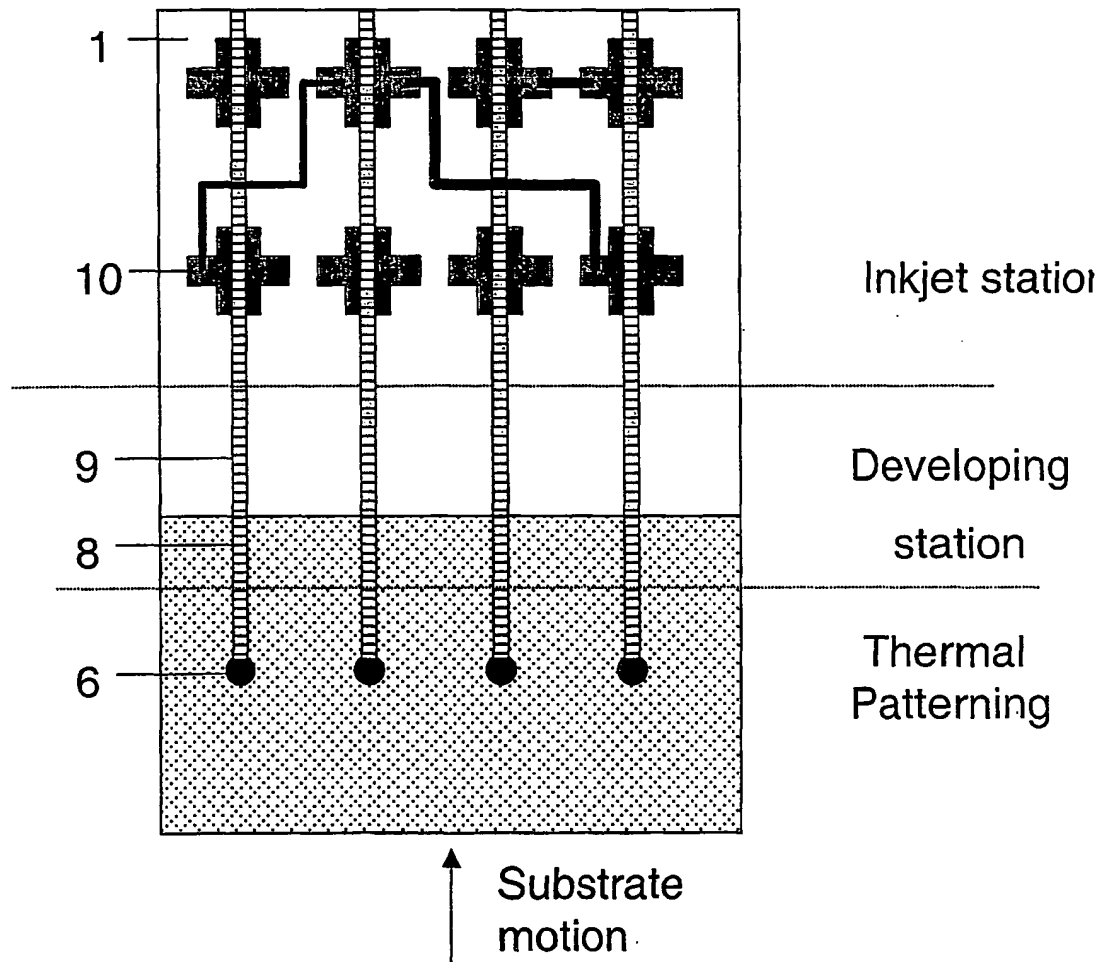 1
10
Inkjet station
9
Developing
8
station
6
Thermal
Patterning
Substrate
motion